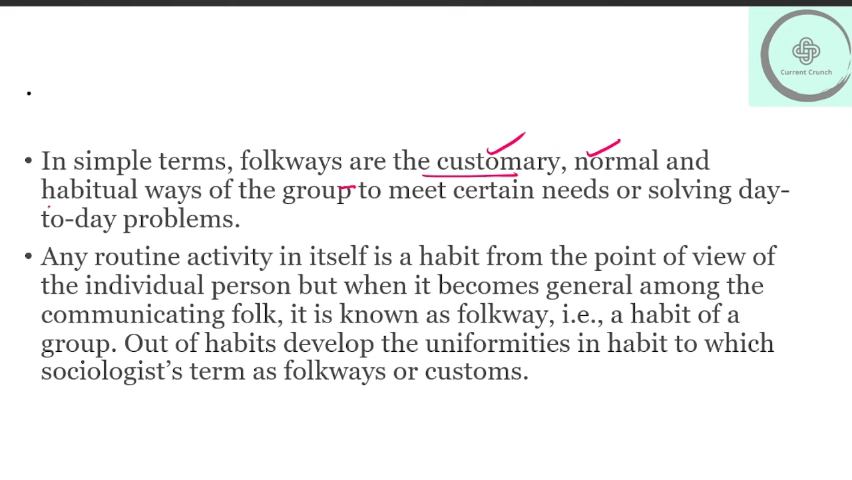 Current Crunch
.
• In simple terms, folkways are the customary, normal and
habitual ways of the group to meet certain needs or solving day-
to-day problems.
• Any routine activity in itself is a habit from the point of view of
the individual person but when it becomes general among the
communicating folk, it is known as folkway, i.e., a habit of a
group. Out of habits develop the uniformities in habit to which
sociologist's term as folkways or customs.